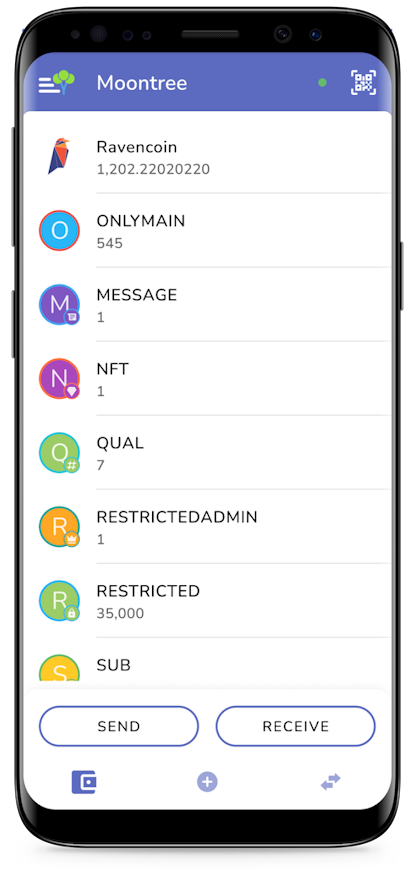 Moontree
Ravencoin
1,202.22020220
O
ONLYMAIN
545
M
MESSAGE
1
N
NFT
1
Q
#
QUAL
7
R
RESTRICTEDADMIN
1
R
RESTRICTED
35,000
S
SUB
SEND
RECEIVE